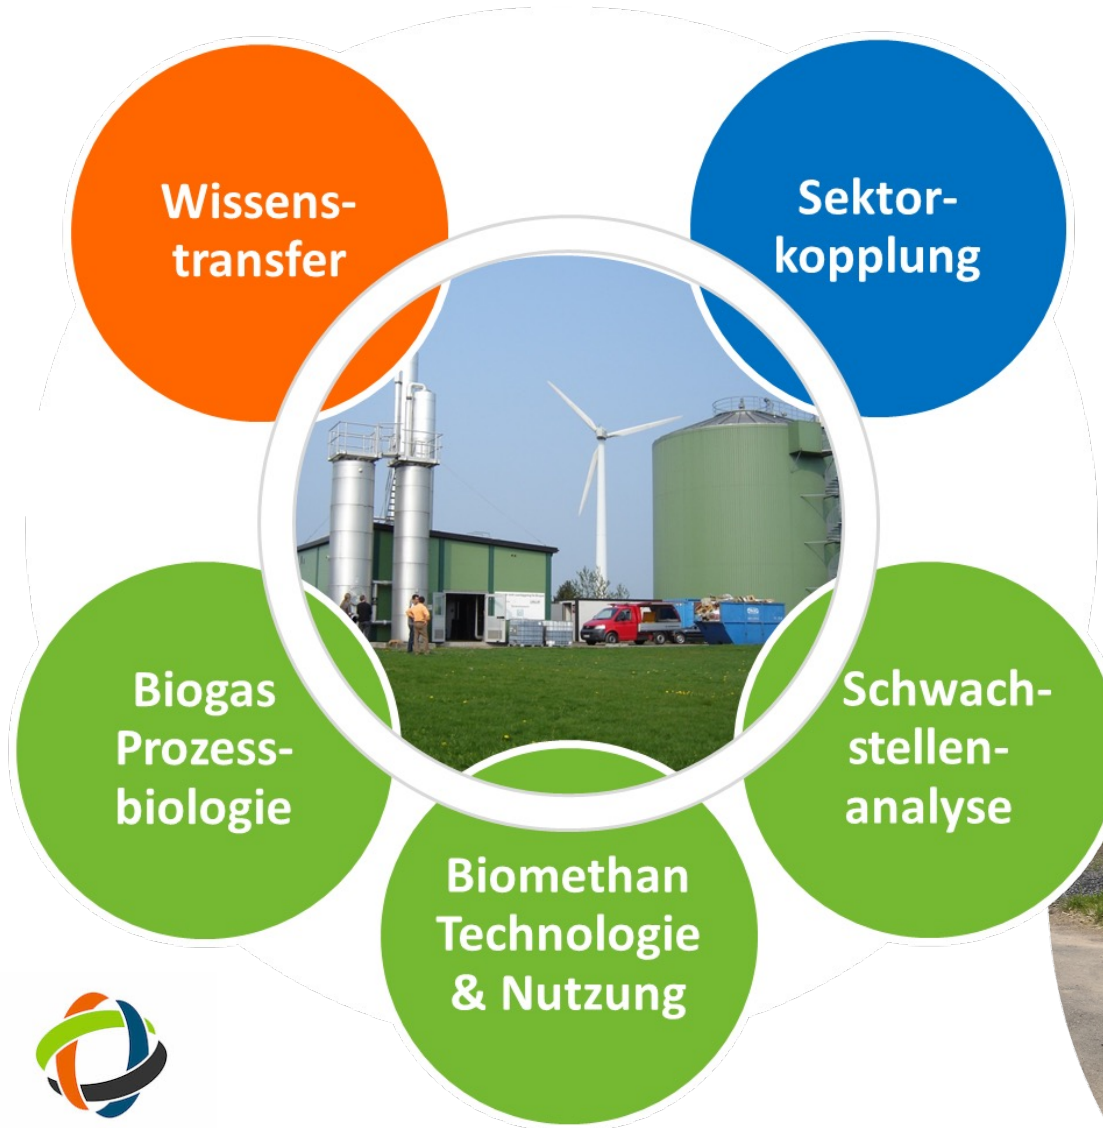 Wissens-
transfer
Sektor-
kopplung
Biogas
Prozess-
biologie
Biomethan
Technologie
& Nutzung
Schwach-
stellen-
analyse